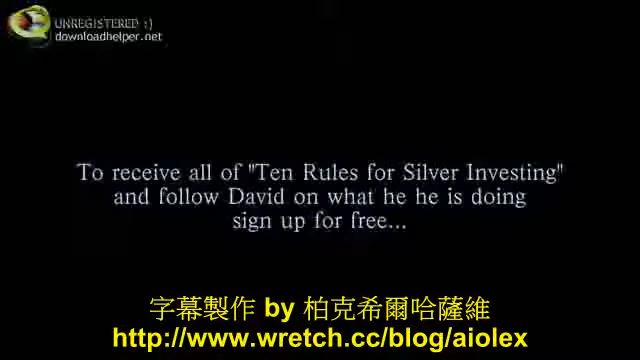 UNREGISTERED :)
downloadhelper.net
To receive all of "Ten Rules for Silver Investing"
and follow David on what he he is doing
sign up for free...
字幕製作 by 柏克希爾哈薩維
http://www.wretch.cc/blog/aiolex